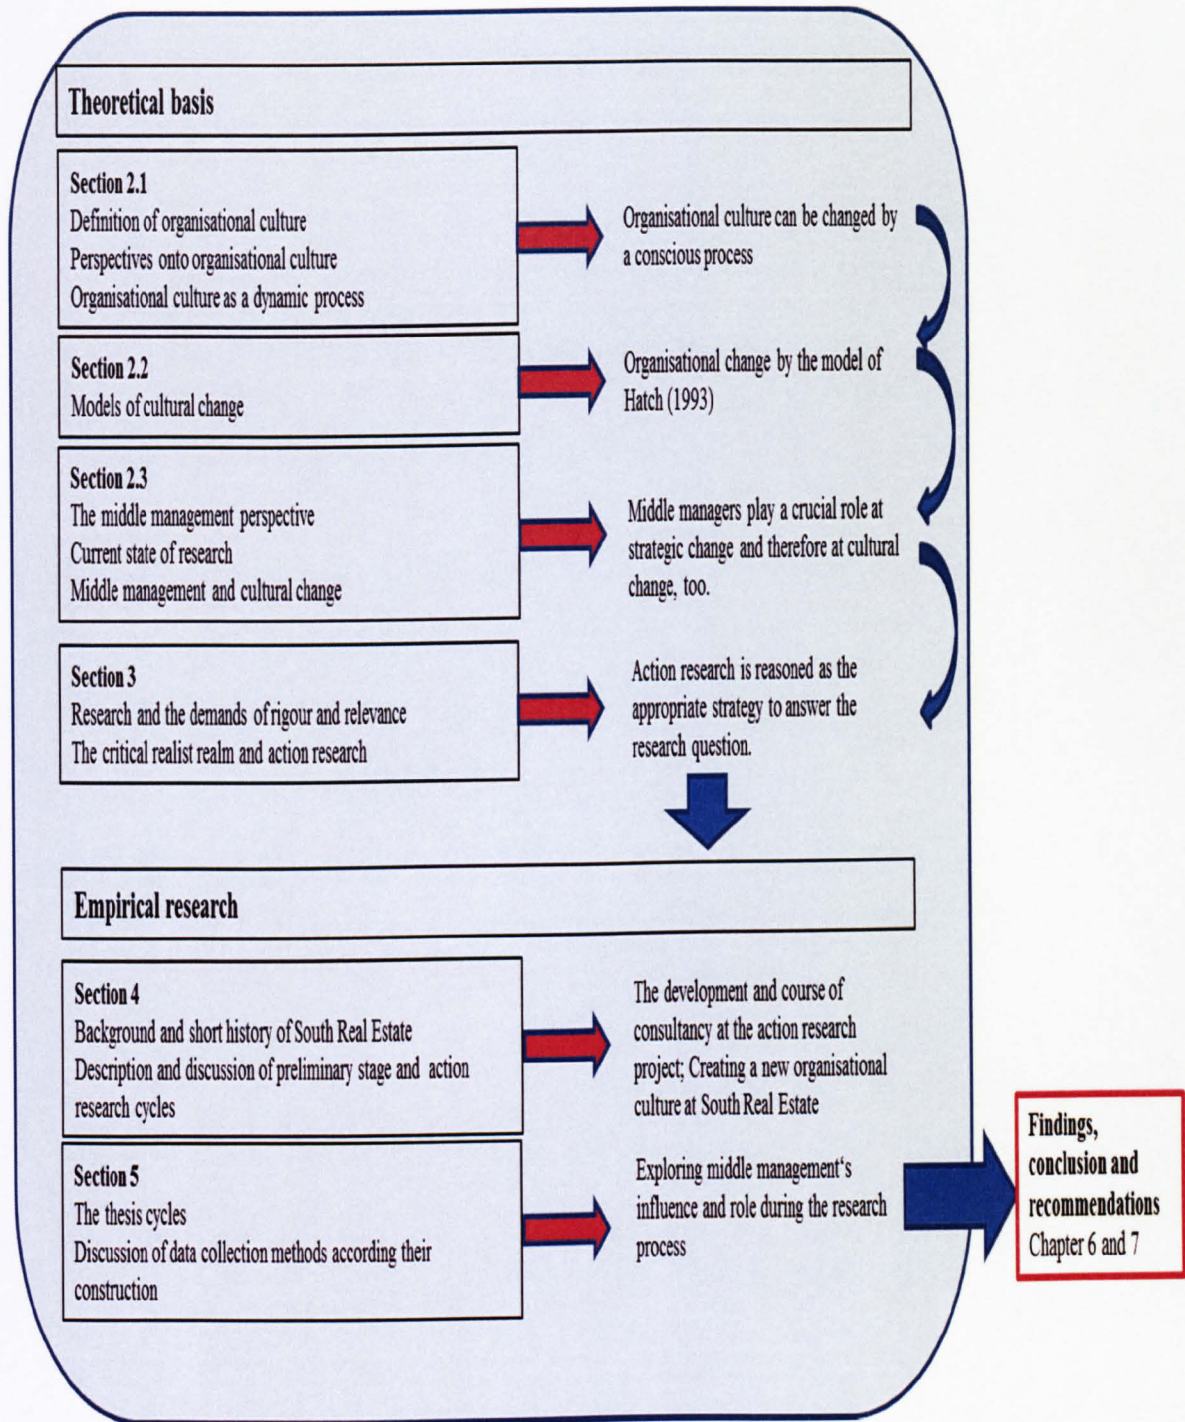 Theoretical basis
Section 2.1
Definition of organisational culture
Perspectives onto organisational culture
Organisational culture as a dynamic process
Organisational culture can be changed by
a conscious process
Section 2.2
Models of cultural change
Organisational change by the model of
Hatch (1993)
Section 2.3
The middle management perspective
Current state of research
Middle management and cultural change
Middle managers play a crucial role at
strategic change and therefore at cultural
change, too.
Section 3
Research and the demands of rigour and relevance
The critical realist realm and action research
Action research is reasoned as the
appropriate strategy to answer the
research question.
Empirical research
Section 4
Background and short history of South Real Estate
Description and discussion of preliminary stage and action
research cycles
The development and course of
consultancy at the action research
project; Creating a new organisational
culture at South Real Estate
Section 5
The thesis cycles
Discussion of data collection methods according their
construction
Exploring middle management‘s
influence and role during the research
process
Findings,
conclusion and
recommendations
Chapter 6 and 7